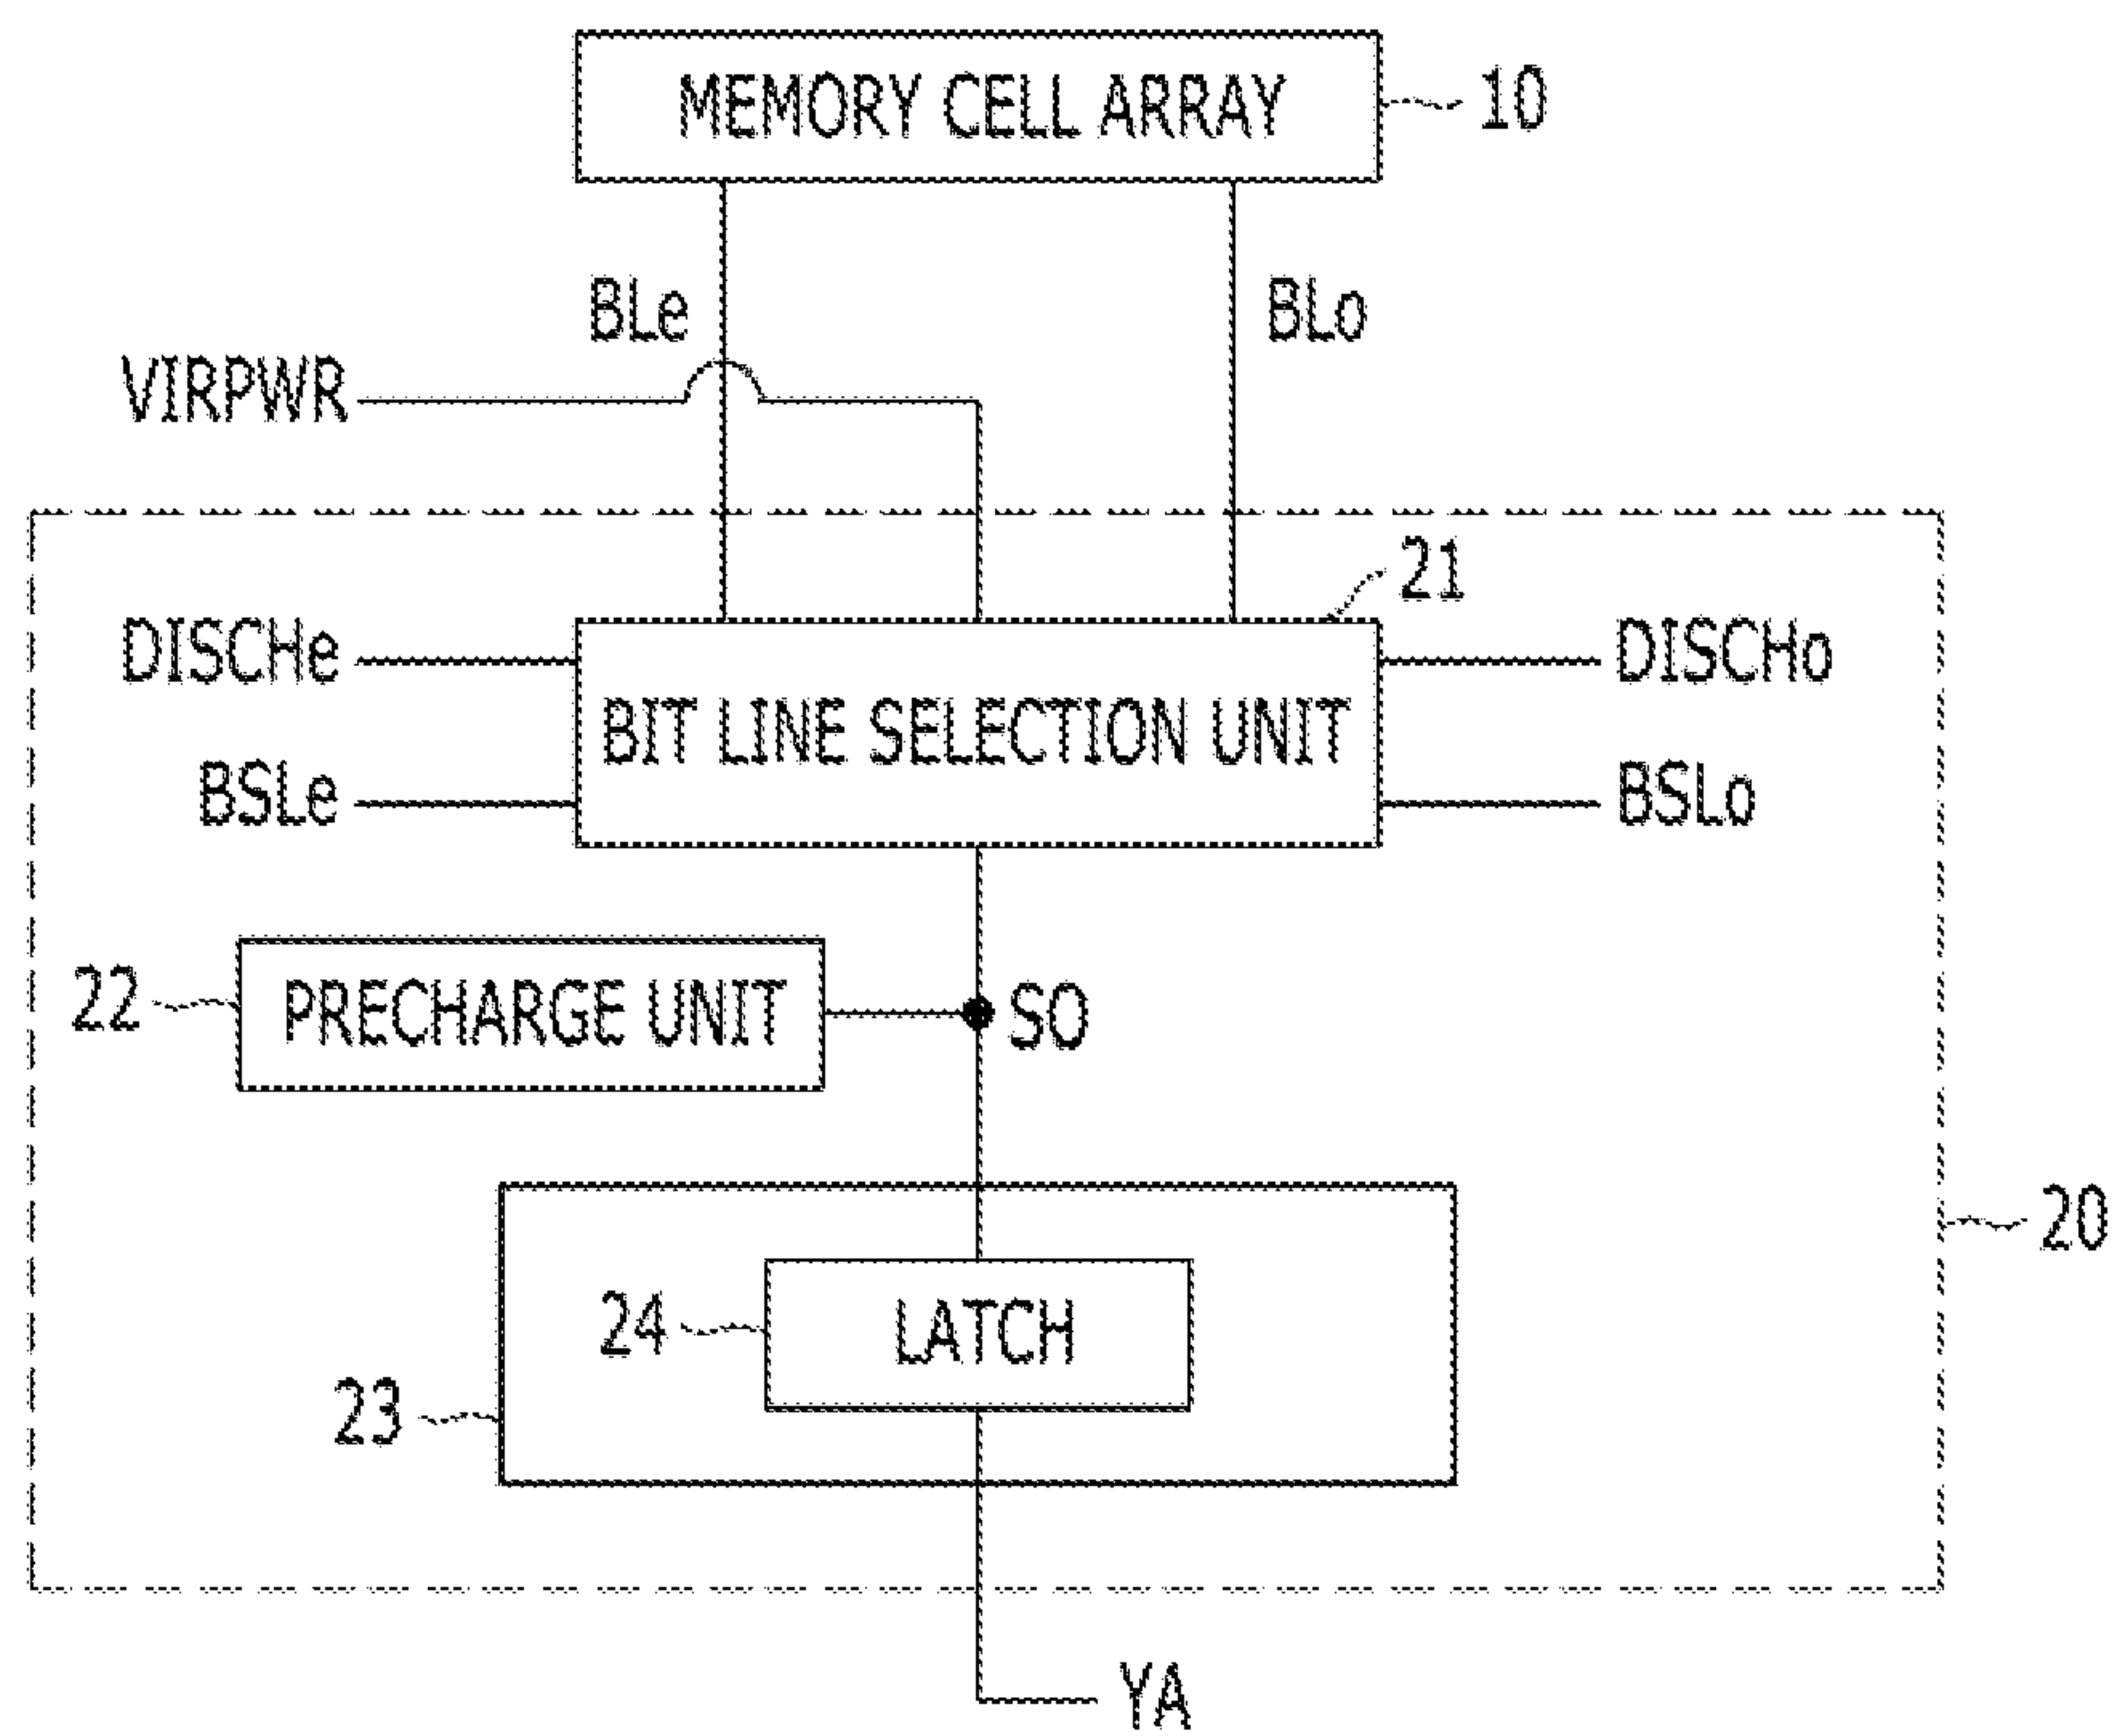 MEMORY CELL ARRAY
10
BLe
BLo
VIRPWR
21
DISCHe
DISCHo
BIT LINE SELECTION UNIT
BSLe
BSLo
22
PRECHARGE UNIT
SO
20
24
LATCH
23
YA